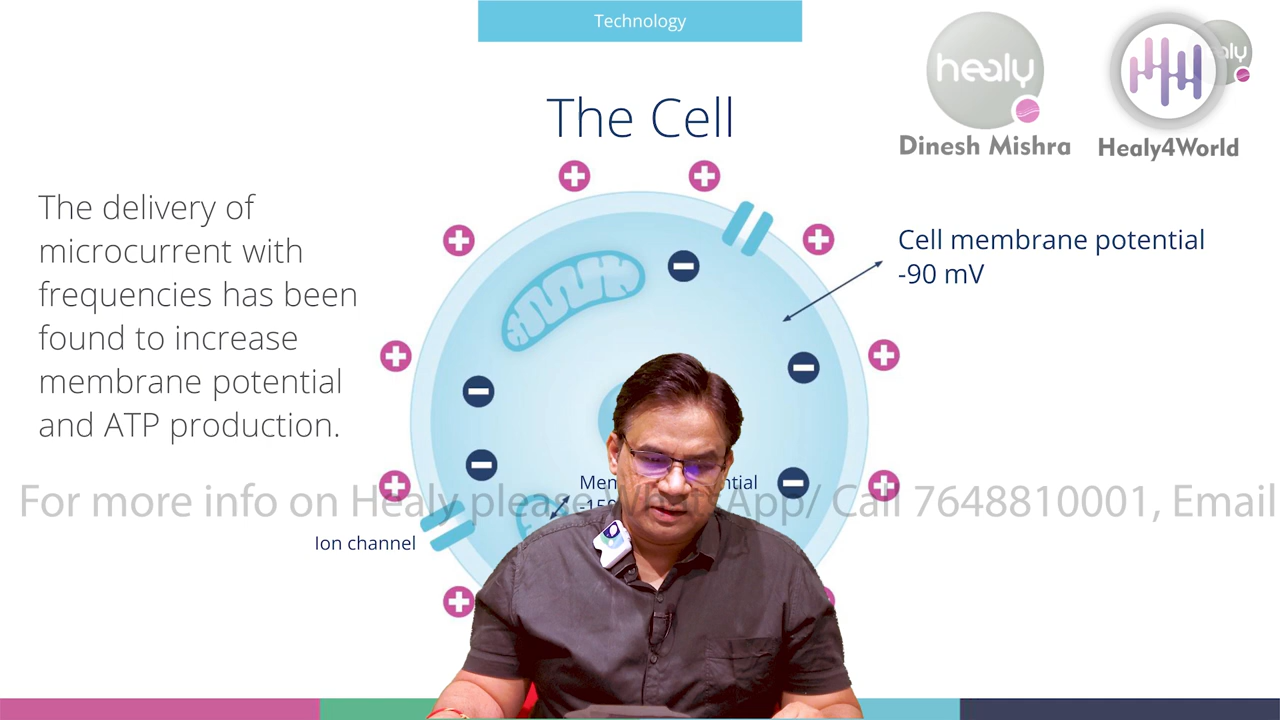 Technology
healy
Dinesh Mishra
Healy4World
The Cell
The delivery of
microcurrent with
frequencies has been
found to increase
membrane potential
and ATP production.
Cell membrane potential
-90 mV
For more info on Healy please App/ Call 7648810001, Email
Ion channel